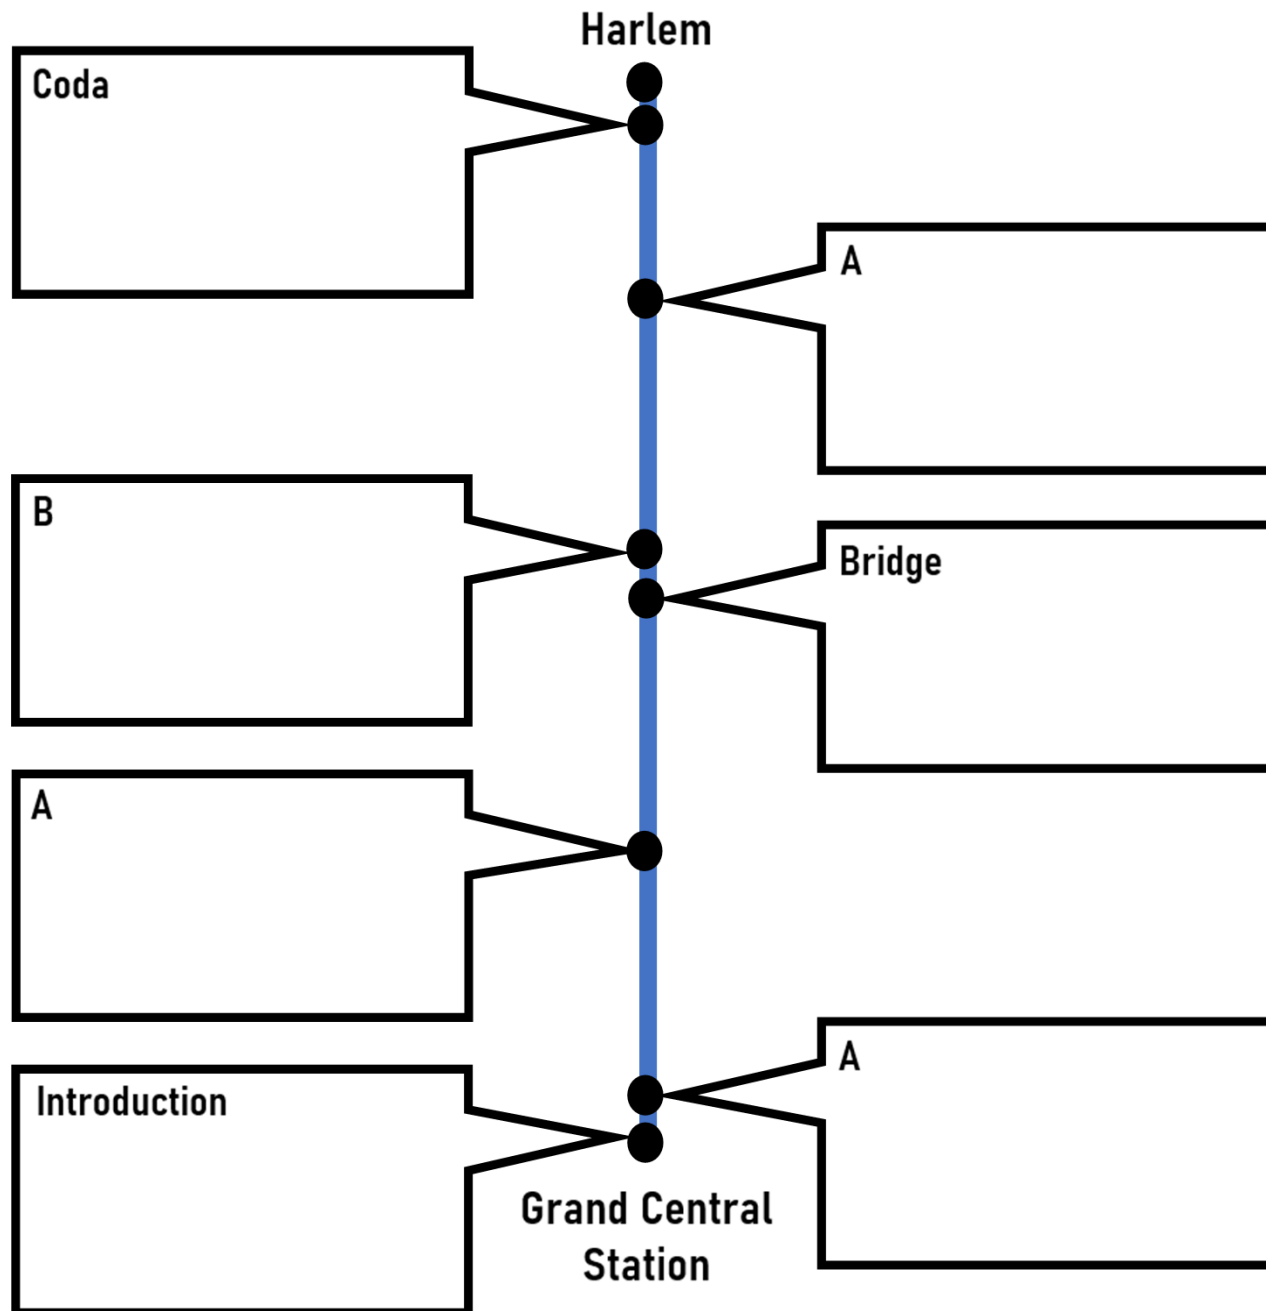 Harlem
Coda
A
B
Bridge
A
A
Introduction
Grand Central
Station